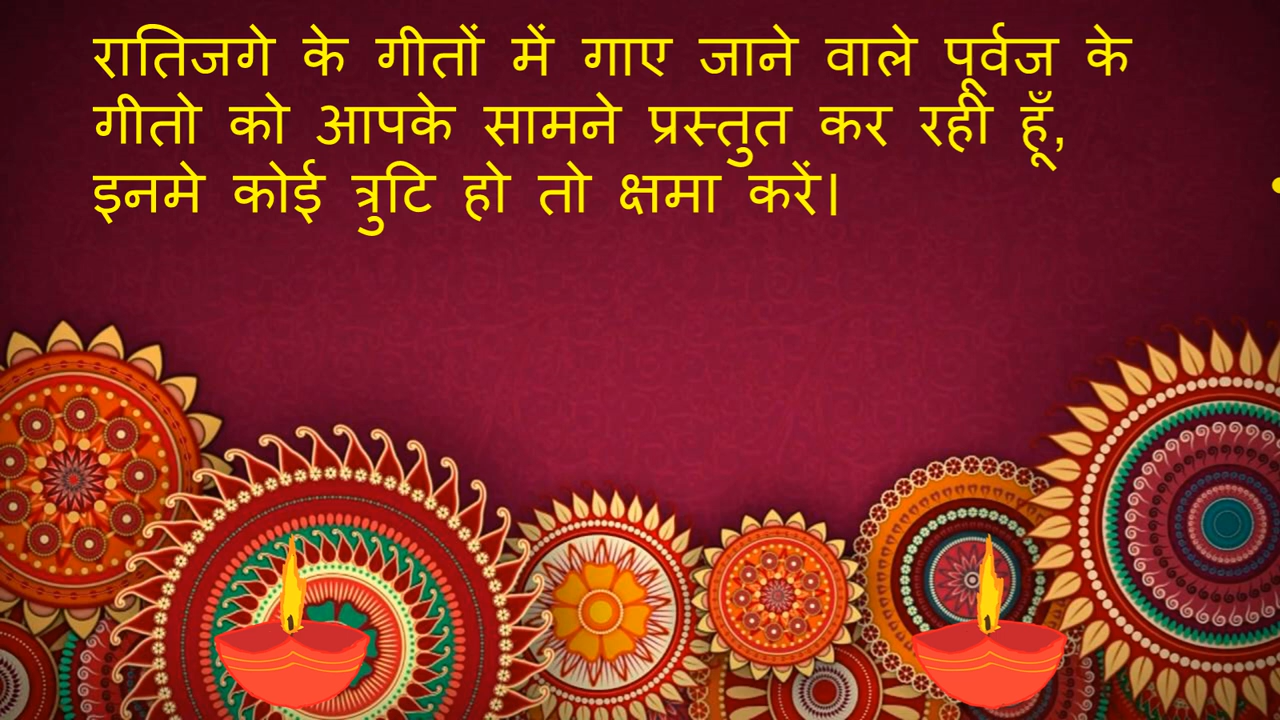 रातिजगे के गीतों में गाए जाने वाले पूर्वज के
गीतो को आपके सामने प्रस्तुत कर रही हूँ,
इनमे कोई त्रुटि हो तो क्षमा करें।